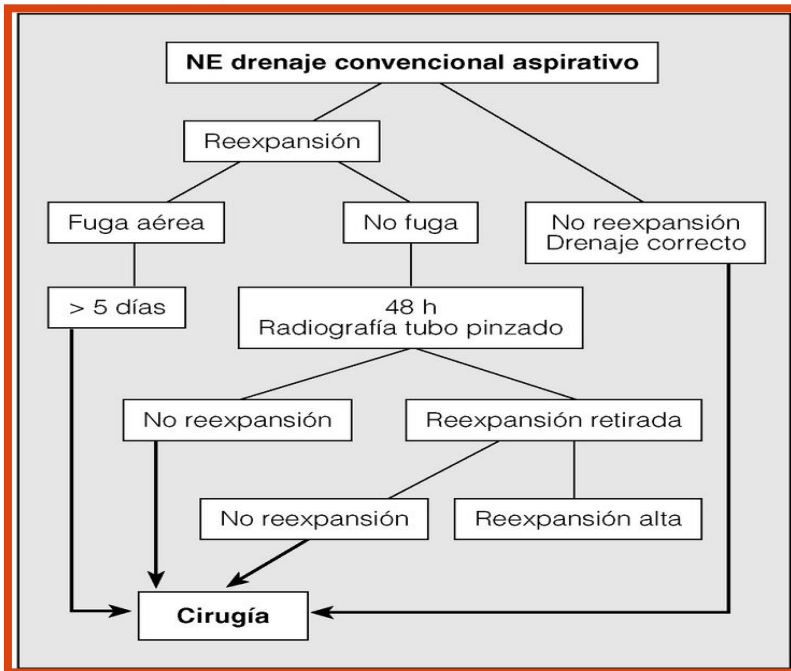 NE drenaje convencional aspirativo
Reexpansión
Fuga aérea
No fuga
No reexpansión
Drenaje correcto
> 5 días
48 h
Radiografía tubo pinzado
No reexpansión
Reexpansión retirada
No reexpansión
Reexpansión alta
Cirugía